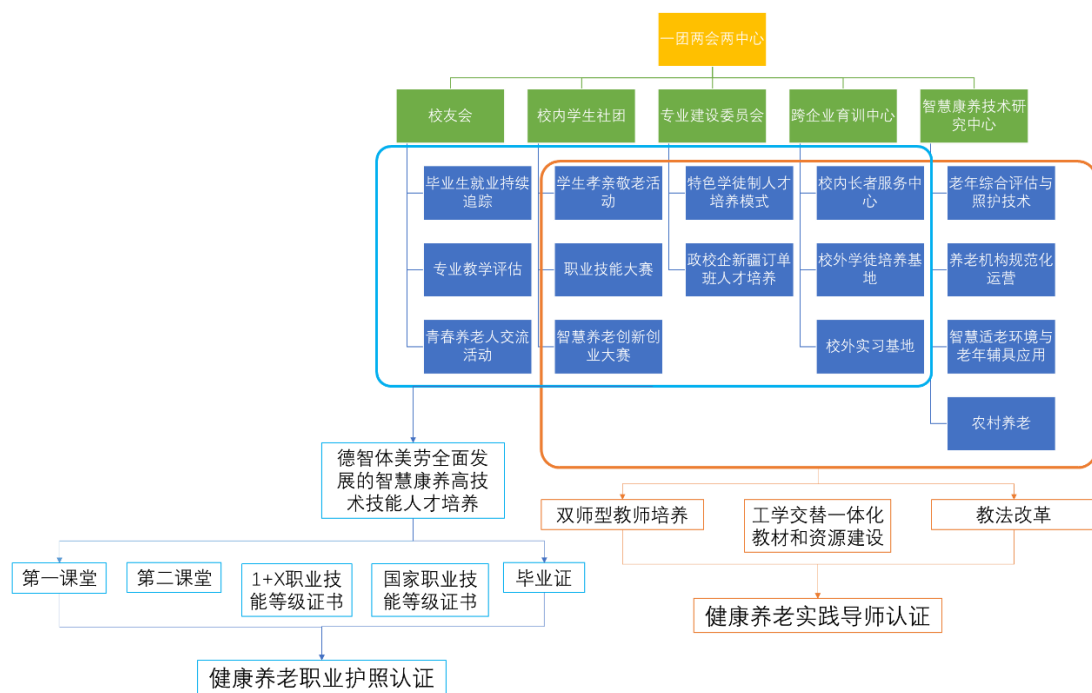 一团两会两中心
校友会
校内学生社团
专业建设委员会
跨企业育训中心
智慧康养技术研
究中心
毕业生就业持续
追踪
学生孝亲敬老活
动
特色学徒制人才
培养模式
校内长者服务中
心
老年综合评估与
照护技术
专业教学评估
职业技能大赛
政校企新疆订单
班人才培养
校外学徒培养基
地
养老机构规范化
运营
青春养老人交流
活动
智慧养老创新创
业大赛
校外实习基地
智慧适老环境与
老年辅具应用
农村养老
德智体美劳全面发
展的智慧康养高技
术技能人才培养
双师型教师培养
工学交替一体化
教材和资源建设
教法改革
第一课堂
第二课堂
1+X职业技
能等级证书
国家职业技
能等级证书
毕业证
健康养老实践导师认证
健康养老职业护照认证